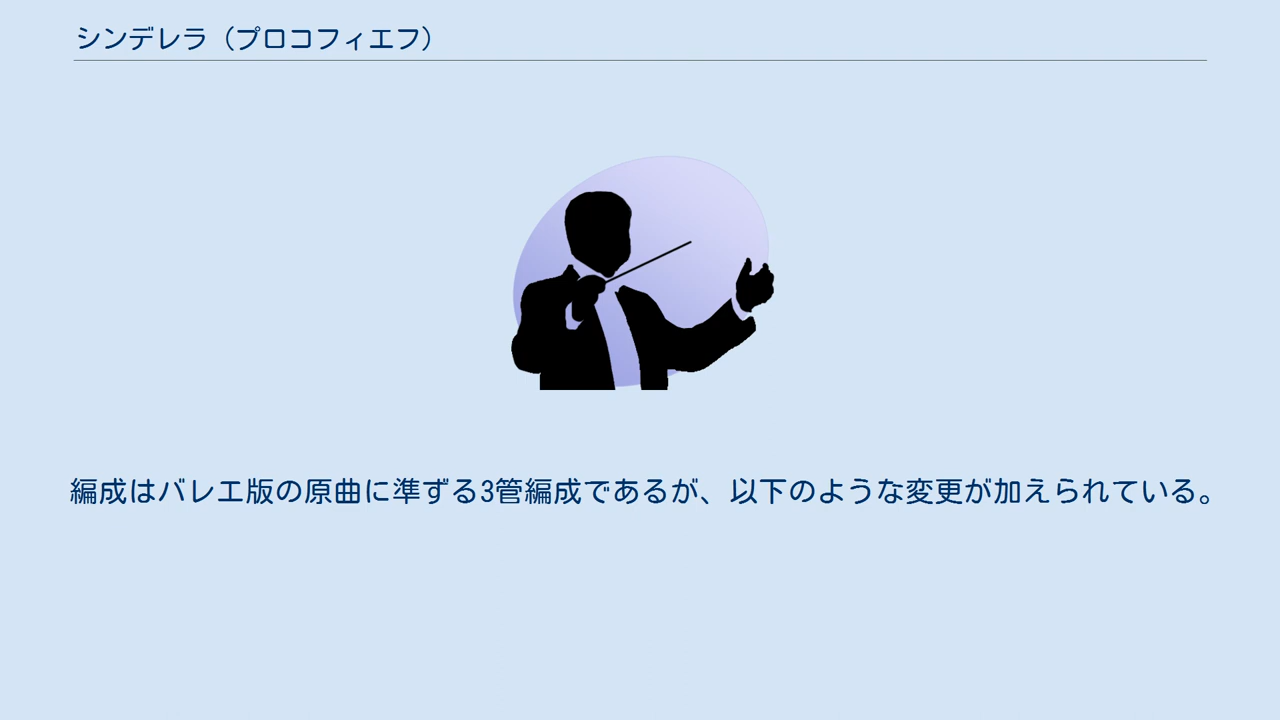 シンデレラ（プロコフィエフ）
編成はバレエ版の原曲に準ずる3管編成であるが、以下のような変更が加えられている。